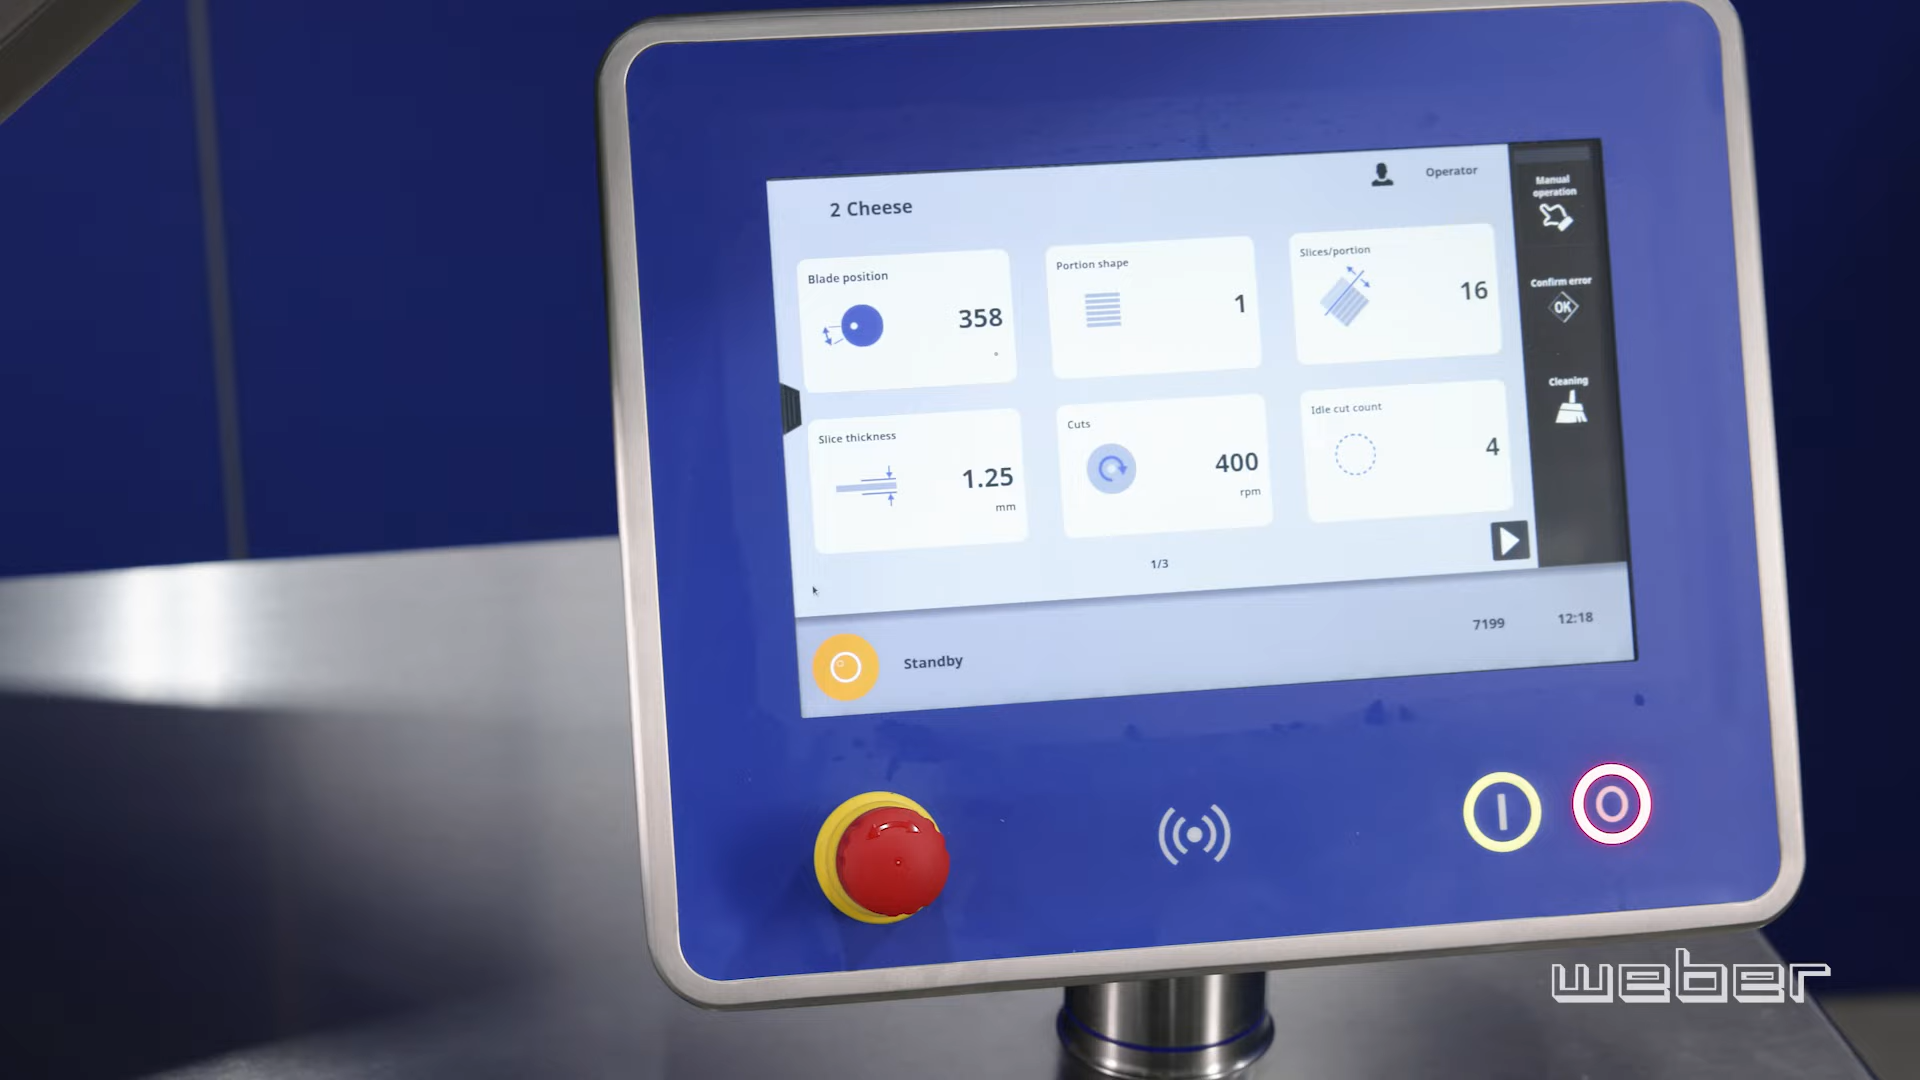 Operator
2 Cheese
Blade position
358
°
Portion shape
1
Slices/portion
16
Slice thickness
1.25
mm
Cuts
400
rpm
Idle cut count
4
1/3
Manual
operation
Confirm error
OK
Cleaning
Standby
7199
12:18
weber